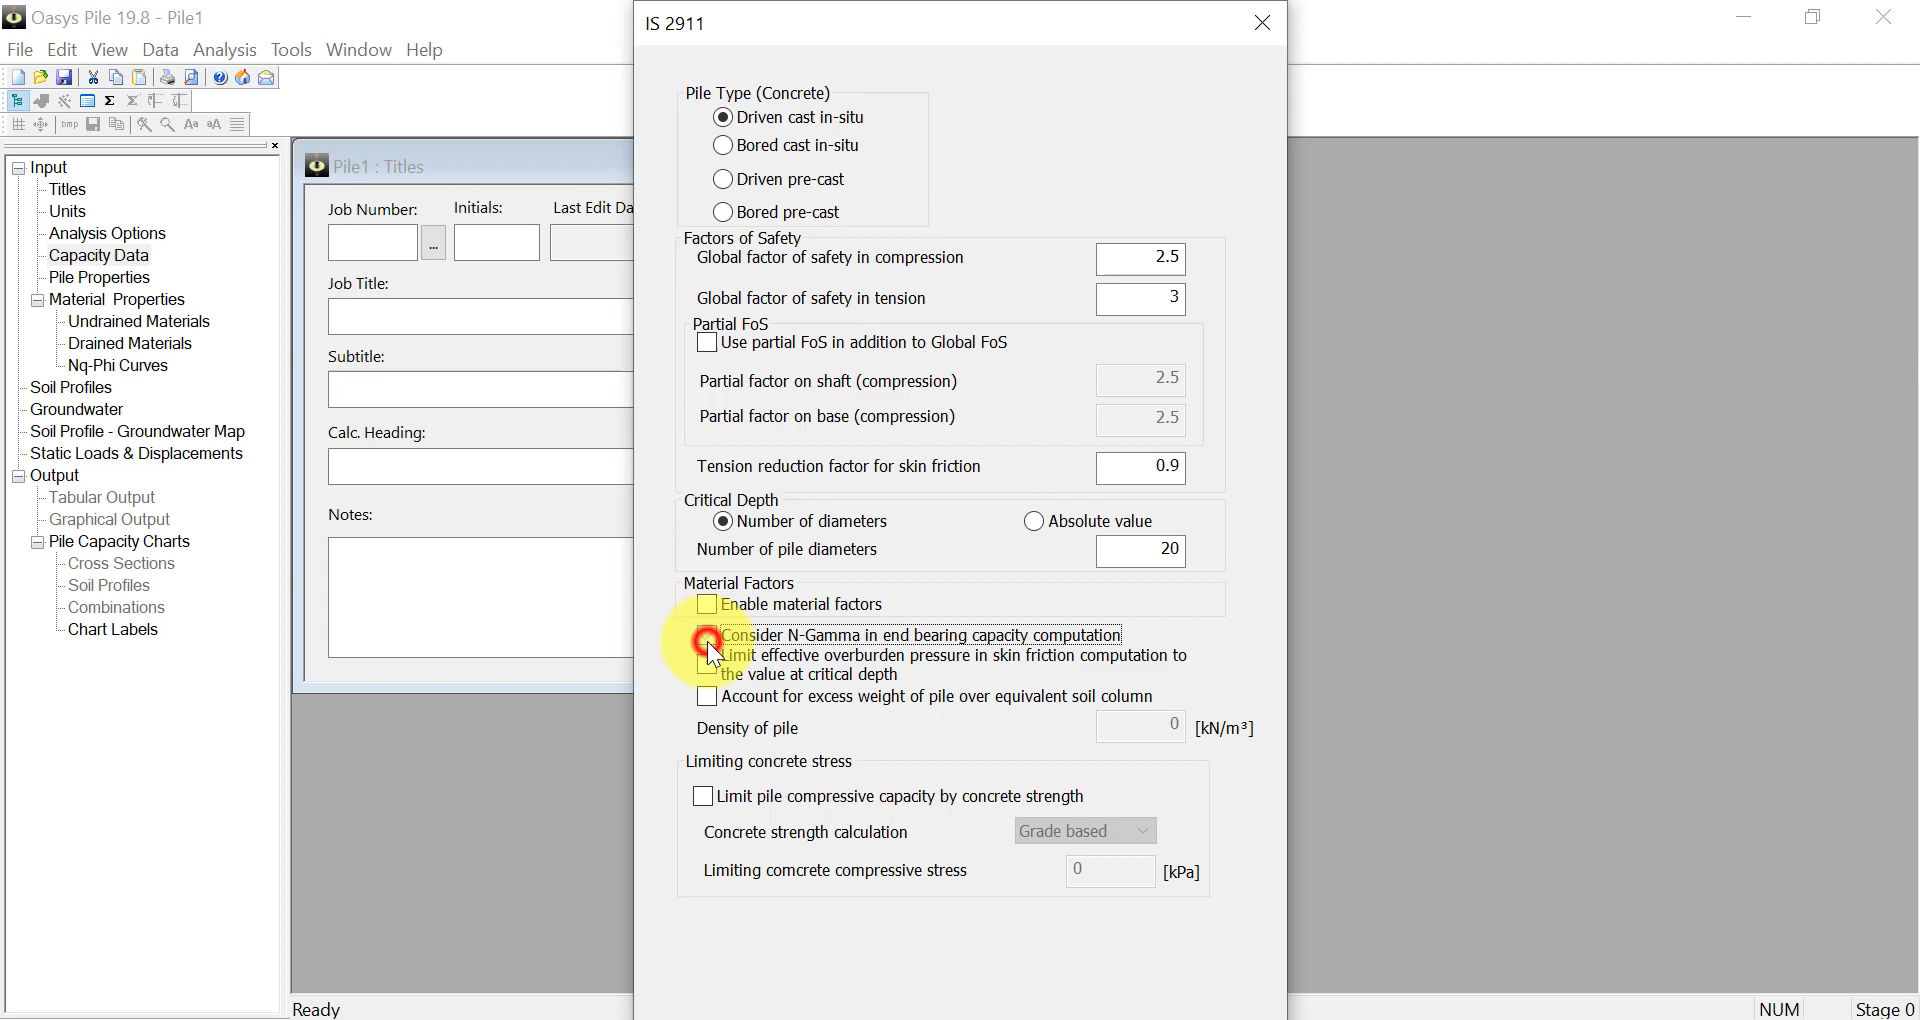 Oasys Pile 19.8 - Pile1
File Edit View Data Analysis Tools Window Help
bmp Aa aA
Input
Titles
Units
Analysis Options
Capacity Data
Pile Properties
Material Properties
Undrained Materials
Drained Materials
Nq-Phi Curves
Soil Profiles
Groundwater
Soil Profile - Groundwater Map
Static Loads & Displacements
Output
Tabular Output
Graphical Output
Pile Capacity Charts
Cross Sections
Soil Profiles
Combinations
Chart Labels
Pile1 : Titles
Job Number: Initials: Last Edit Da
...
Job Title:
Subtitle:
Calc. Heading:
Notes:
IS 2911
Pile Type (Concrete)
Driven cast in-situ
Bored cast in-situ
Driven pre-cast
Bored pre-cast
Factors of Safety
Global factor of safety in compression 2.5
Global factor of safety in tension 3
Partial FoS
Use partial FoS in addition to Global FoS
Partial factor on shaft (compression) 2.5
Partial factor on base (compression) 2.5
Tension reduction factor for skin friction 0.9
Critical Depth
Number of diameters Absolute value
Number of pile diameters 20
Material Factors
Enable material factors
Consider N-Gamma in end bearing capacity computation
Limit effective overburden pressure in skin friction computation to
the value at critical depth
Account for excess weight of pile over equivalent soil column
Density of pile 0 [kN/m³]
Limiting concrete stress
Limit pile compressive capacity by concrete strength
Concrete strength calculation Grade based
Limiting comcrete compressive stress 0 [kPa]
Ready NUM Stage 0